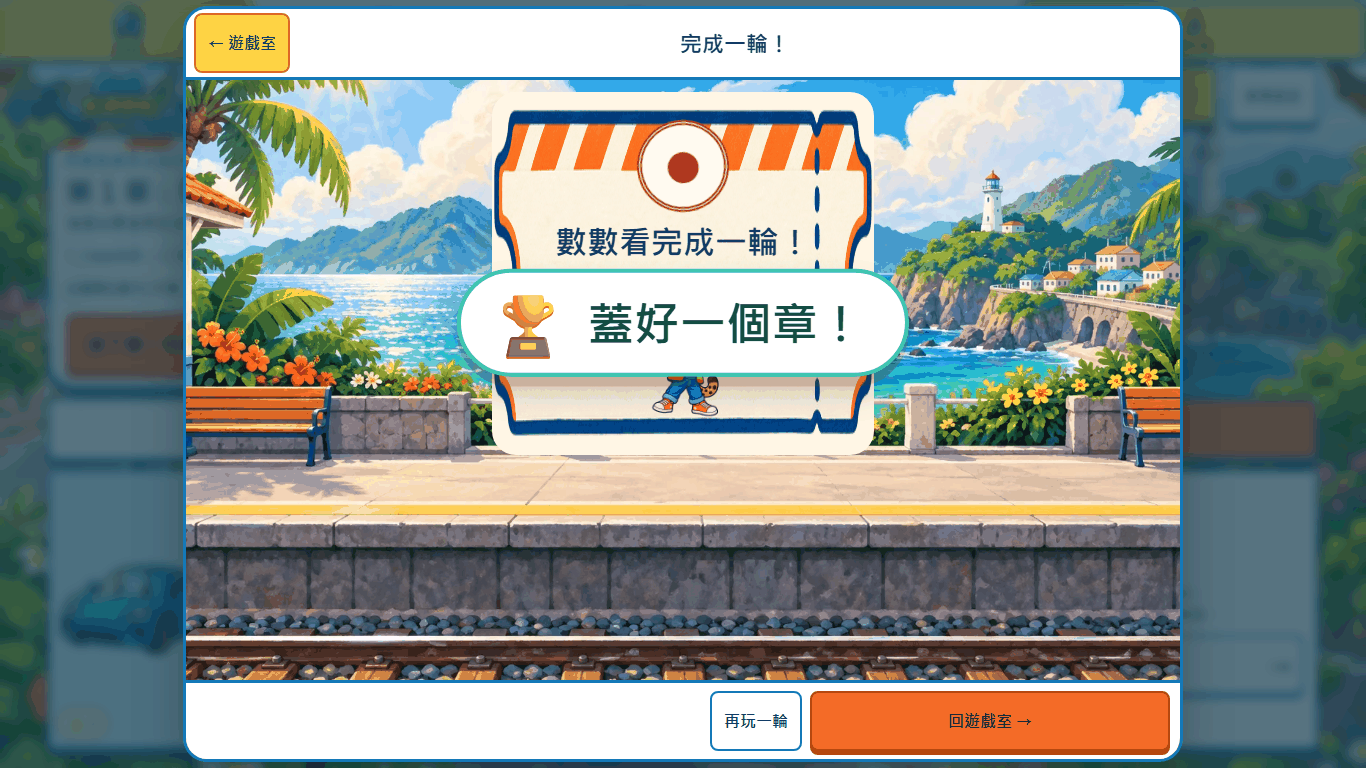 ← 遊戲室
完成一輪！
數數看完成一輪！
蓋好一個章！
再玩一輪
回遊戲室 →